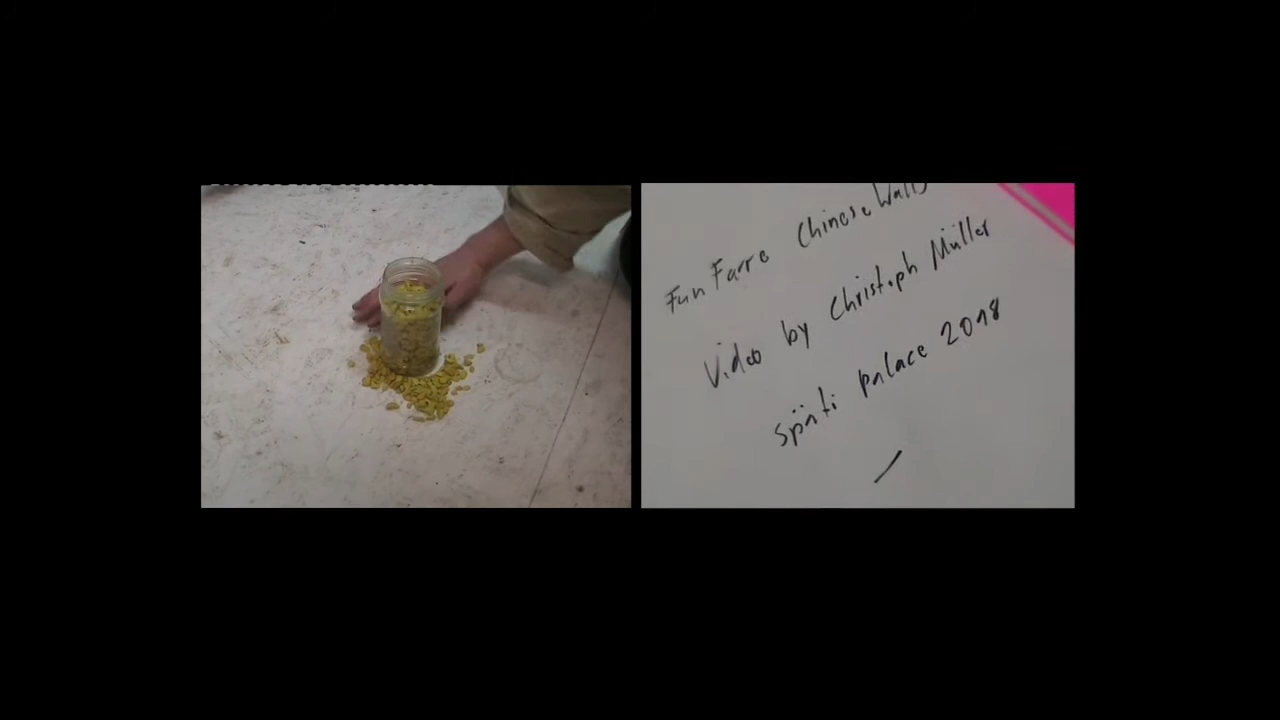 Fun Farre Chinese Walls
Video by Christoph Müller
Späti palace 2018